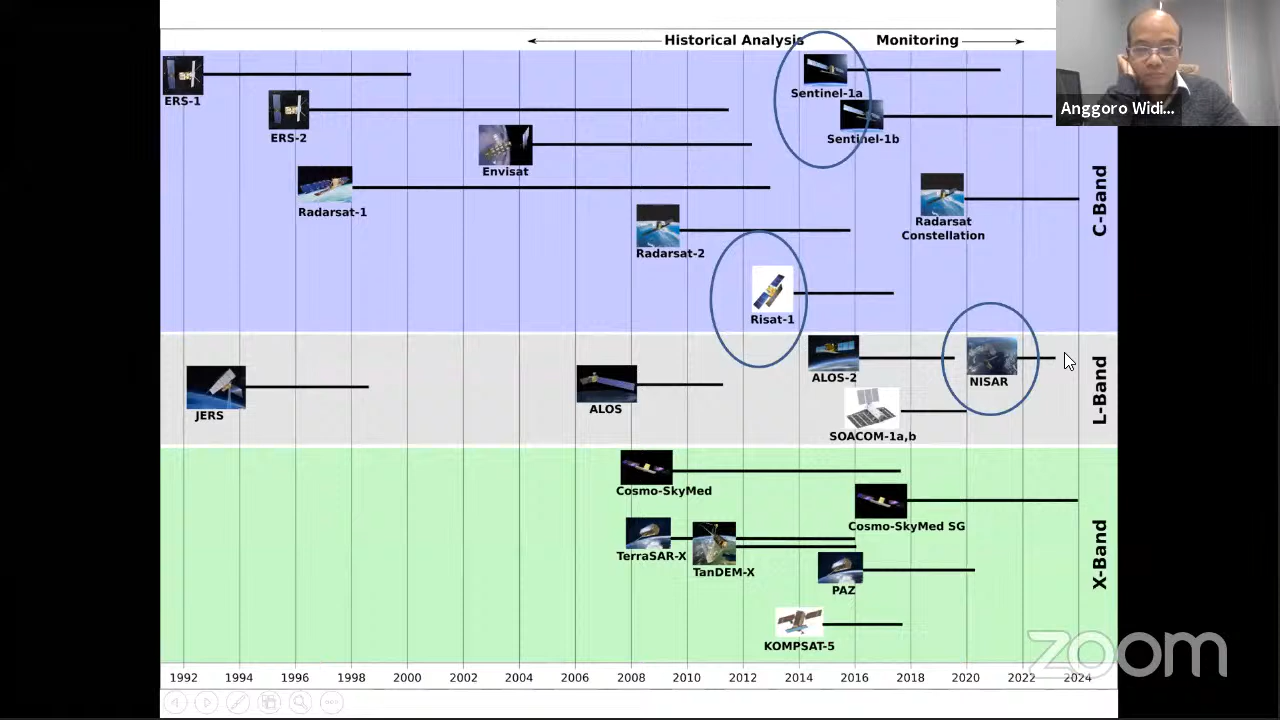 Historical Analysis
Monitoring
Anggoro Widi...
ERS-1
Sentinel-1a
ERS-2
Sentinel-1b
Envisat
Radarsat-1
Radarsat
Constellation
Radarsat-2
Risat-1
C-Band
ALOS-2
NISAR
JERS
ALOS
SOACOM-1a,b
L-Band
Cosmo-SkyMed
Cosmo-SkyMed SG
TerraSAR-X
TanDEM-X
PAZ
KOMPSAT-5
X-Band
zoom
1992 1994 1996 1998 2000 2002 2004 2006 2008 2010 2012 2014 2016 2018 2020 2022 2024